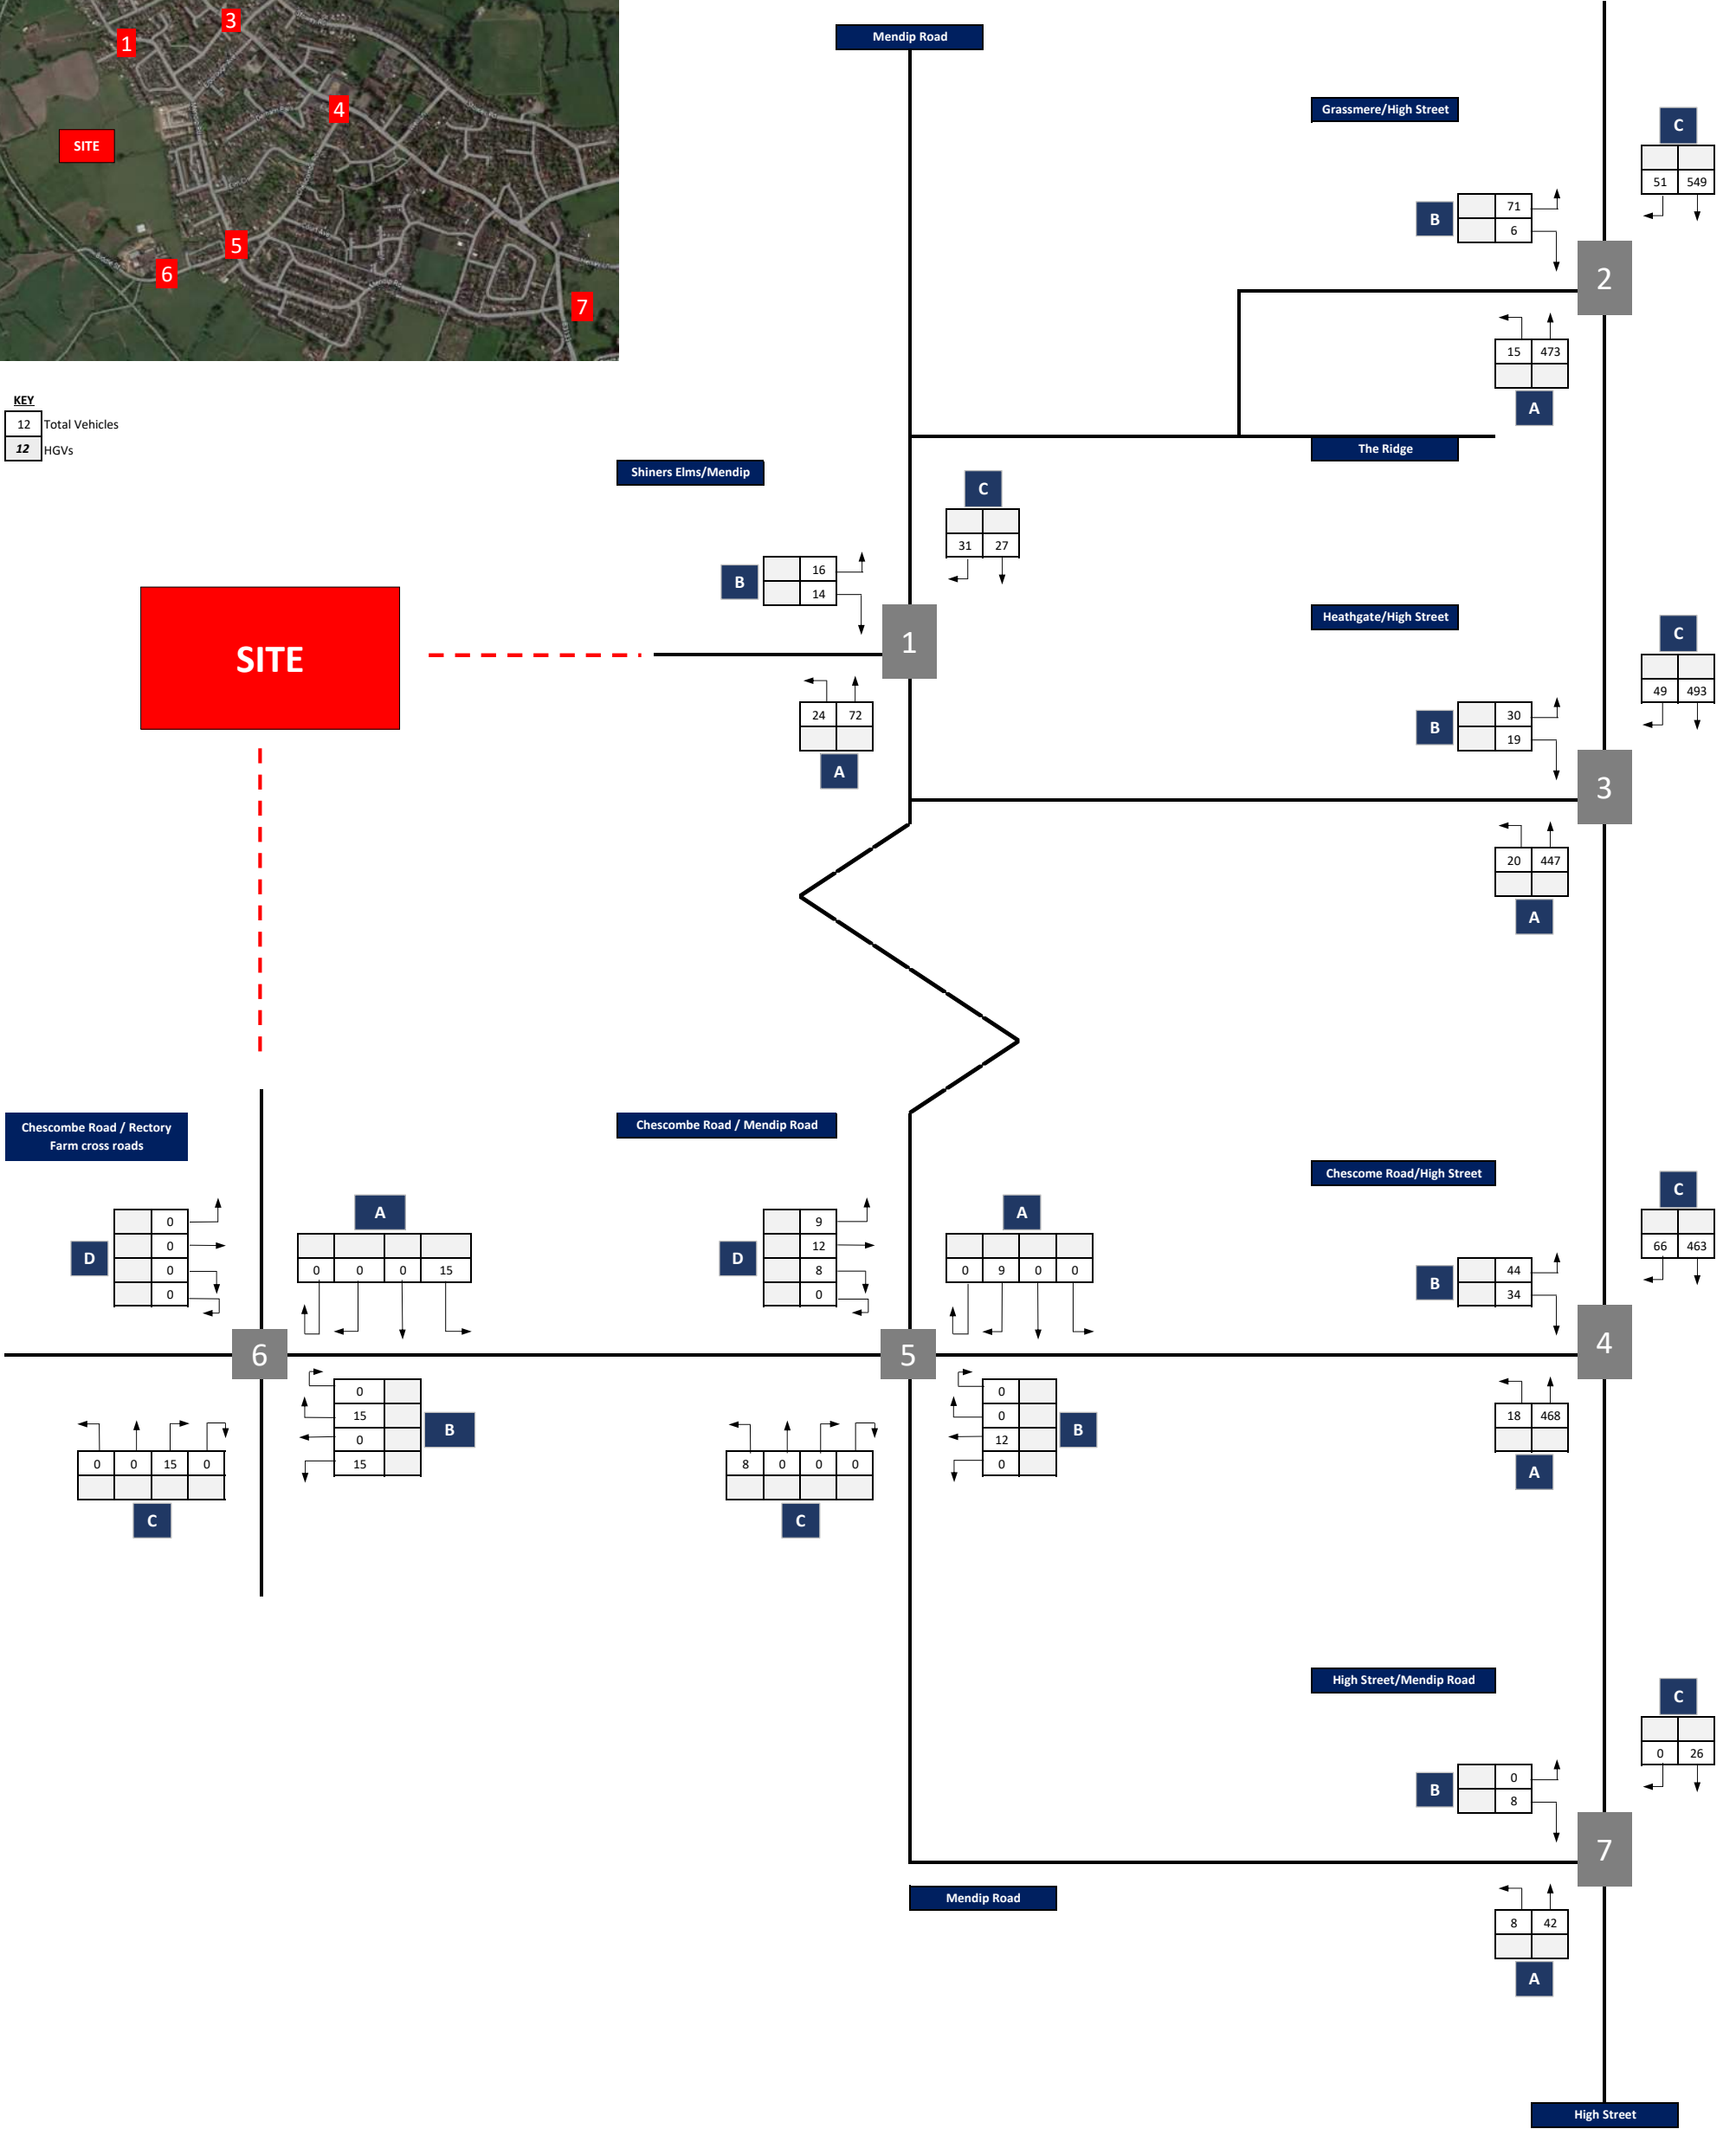 3
1
4
SITE
5
6
7
KEY
12 Total Vehicles
12 HGVs
Mendip Road
Grassmere/High Street
C
51 549
B
71
6
2
15 473
A
The Ridge
Shiners Elms/Mendip
C
31 27
B
16
14
1
24 72
A
SITE
Heathgate/High Street
C
49 493
B
30
19
3
20 447
A
Chescombe Road / Rectory
Farm cross roads
D
0
0
0
0
A
0 0 0 15
6
0
15
0
15
B
0 0 15 0
C
Chescombe Road / Mendip Road
D
9
12
8
0
A
0 9 0 0
5
0
0
12
0
B
8 0 0 0
C
Chescome Road/High Street
C
66 463
B
44
34
4
18 468
A
High Street/Mendip Road
C
0 26
B
0
8
7
Mendip Road
8 42
A
High Street